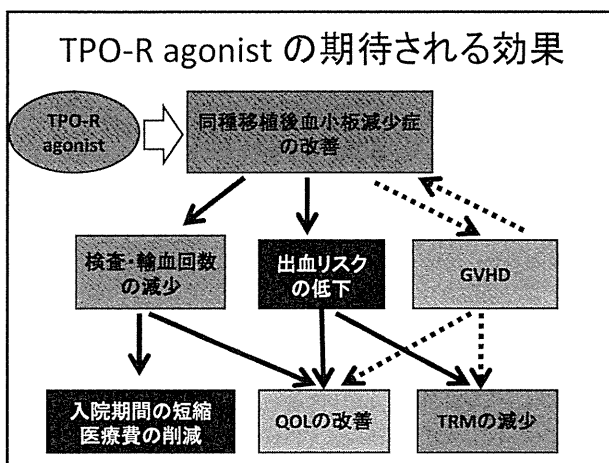 TPO-R agonist の期待される効果
TPO-R
agonist
同種移植後血小板減少症
の改善
検査・輸血回数
の減少
出血リスク
の低下
GVHD
入院期間の短縮
医療費の削減
QOLの改善
TRMの減少